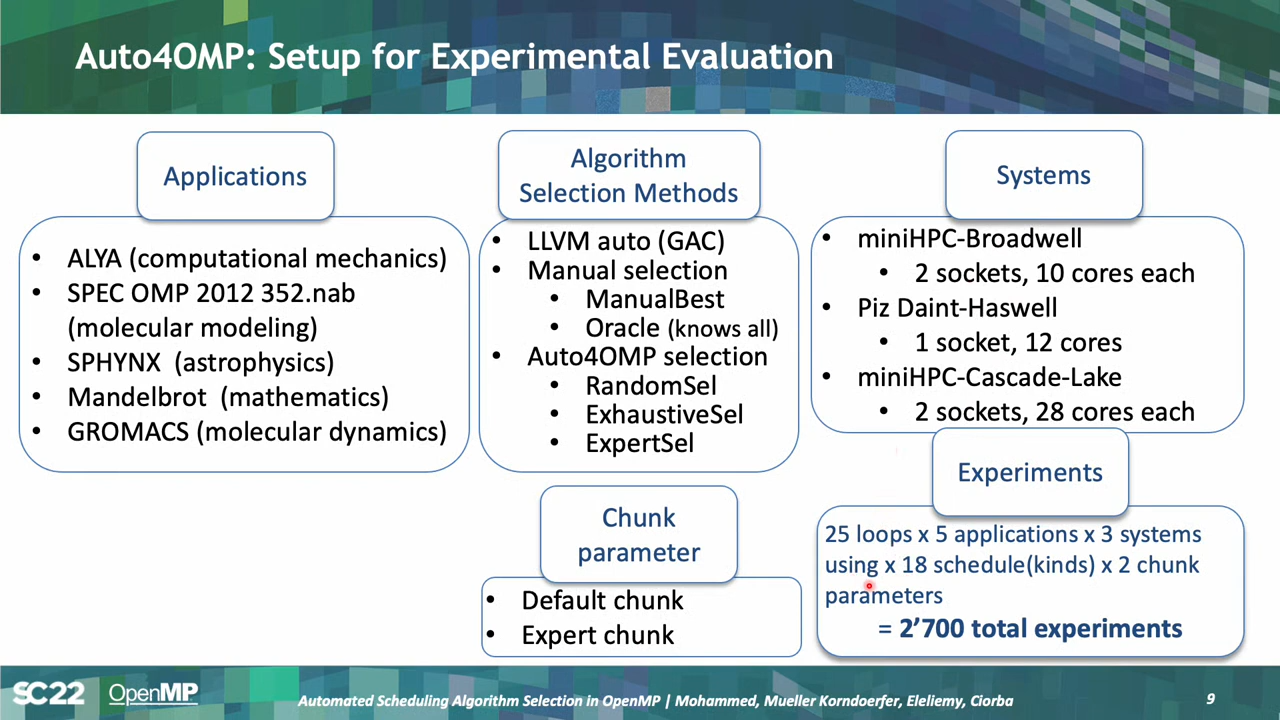 Auto4OMP: Setup for Experimental Evaluation
Applications
• ALYA (computational mechanics)
• SPEC OMP 2012 352.nab
(molecular modeling)
• SPHYNX (astrophysics)
• Mandelbrot (mathematics)
• GROMACS (molecular dynamics)
Algorithm
Selection Methods
• LLVM auto (GAC)
• Manual selection
• ManualBest
• Oracle (knows all)
• Auto4OMP selection
• RandomSel
• ExhaustiveSel
• ExpertSel
Chunk
parameter
• Default chunk
• Expert chunk
Systems
• miniHPC-Broadwell
• 2 sockets, 10 cores each
• Piz Daint-Haswell
• 1 socket, 12 cores
• miniHPC-Cascade-Lake
• 2 sockets, 28 cores each
Experiments
25 loops x 5 applications x 3 systems
using x 18 schedule(kinds) x 2 chunk
parameters
= 2’700 total experiments
SC22 OpenMP Automated Scheduling Algorithm Selection in OpenMP | Mohammed, Mueller Korndoerfer, Eleliemy, Ciorba 9